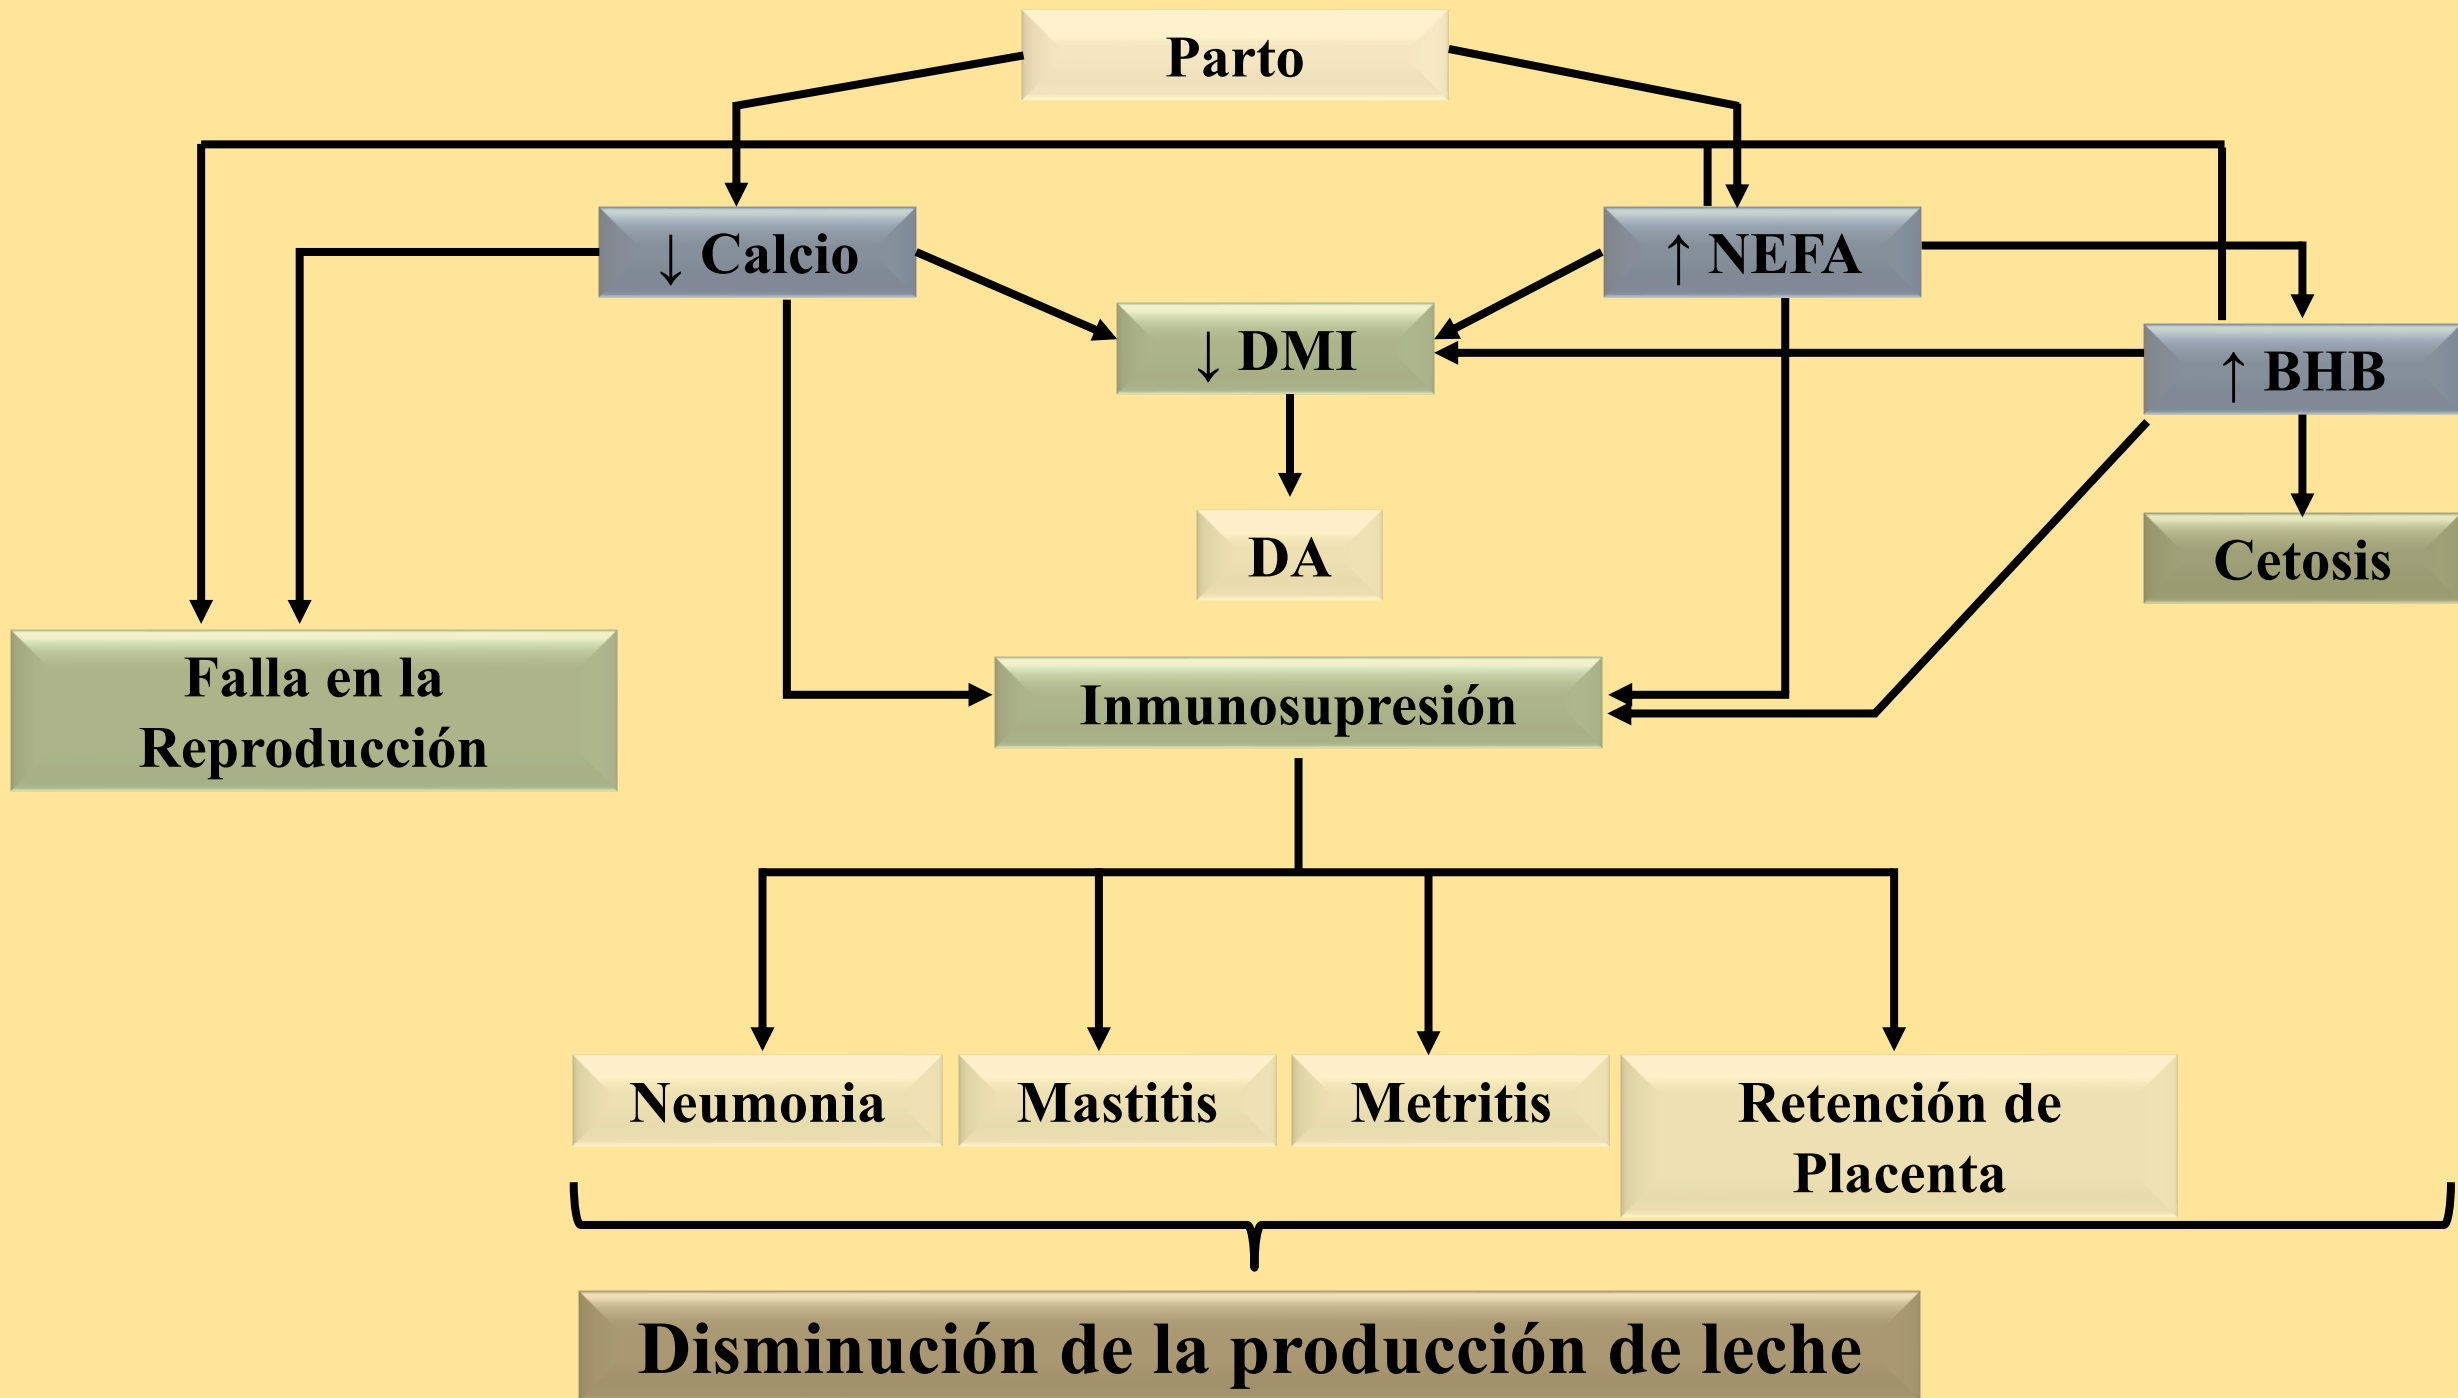 Parto
↓ Calcio
↑ NEFA
↓ DMI
↑ BHB
DA
Cetosis
Falla en la
Reproducción
Inmunosupresión
Neumonia
Mastitis
Metritis
Retención de
Placenta
Disminución de la producción de leche